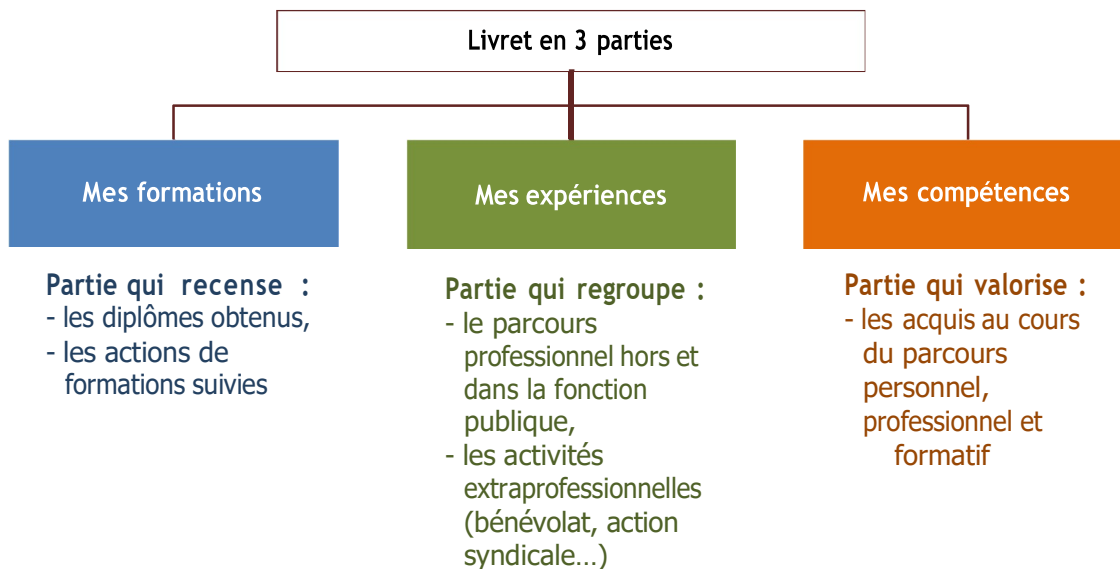 Livret en 3 parties
Mes formations
Partie qui recense :
- les diplômes obtenus,
- les actions de
formations suivies
Mes expériences
Partie qui regroupe :
- le parcours
professionnel hors et
dans la fonction
publique,
- les activités
extraprofessionnelles
(bénévolat, action
syndicale…)
Mes compétences
Partie qui valorise :
- les acquis au cours
du parcours
personnel,
professionnel et
formatif